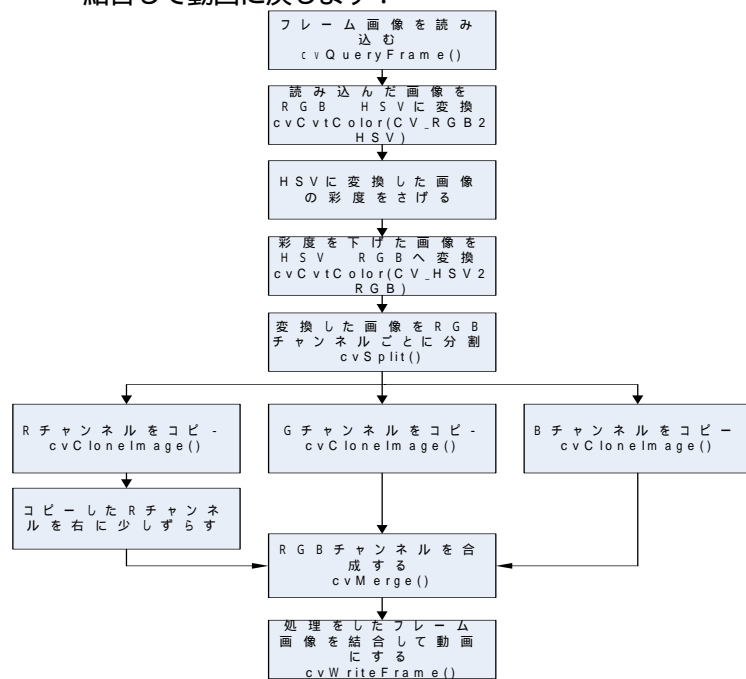 結合して動画に戻します．
フレーム画像を読み
込む
cvQueryFrame()
読み込んだ画像を
RGB HSVに変換
cvCvtColor(CV_RGB2
HSV)
HSVに変換した画像
の彩度をさげる
彩度を下げた画像を
HSV RGBへ変換
cvCvtColor(CV_HSV2
RGB)
変換した画像をRGB
チャンネルごとに分割
cvSplit()
Rチャンネルをコピ-
cvCloneImage()
Gチャンネルをコピ-
cvCloneImage()
Bチャンネルをコピー
cvCloneImage()
コピーしたRチャンネ
ルを右に少しずらす
RGBチャンネルを合
成する
cvMerge()
処理をしたフレーム
画像を結合して動画
にする
cvWriteFrame()